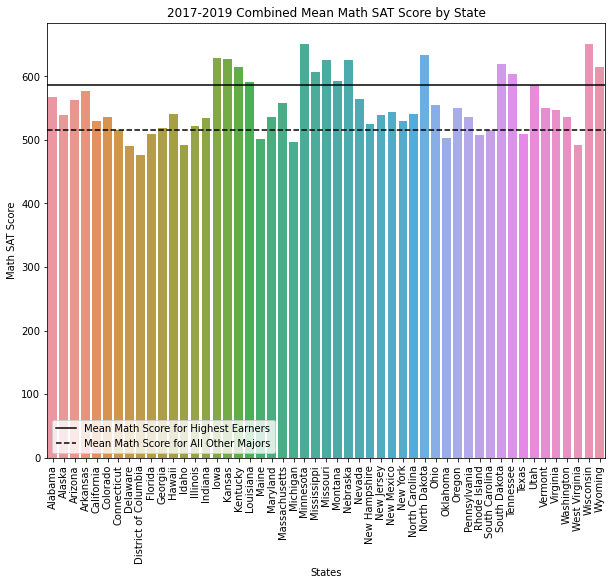 2017-2019 Combined Mean Math SAT Score by State
Math SAT Score
600
500
400
300
200
100
0
Mean Math Score for Highest Earners
Mean Math Score for All Other Majors
Alabama
Alaska
Arizona
Arkansas
California
Colorado
Connecticut
Delaware
District of Columbia
Florida
Georgia
Hawaii
Idaho
Illinois
Indiana
Iowa
Kansas
Kentucky
Louisiana
Maine
Maryland
Massachusetts
Michigan
Minnesota
Mississippi
Missouri
Montana
Nebraska
Nevada
New Hampshire
New Jersey
New Mexico
New York
North Carolina
North Dakota
Ohio
Oklahoma
Oregon
Pennsylvania
Rhode Island
South Carolina
South Dakota
Tennessee
Texas
Utah
Vermont
Virginia
Washington
West Virginia
Wisconsin
Wyoming
States